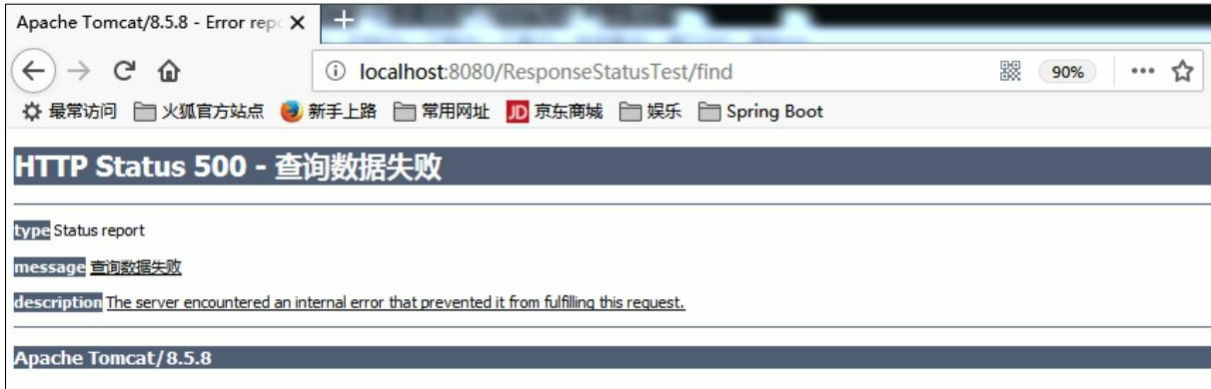 Apache Tomcat/8.5.8 - Error rep
localhost:8080/ResponseStatusTest/find
90%
最常访问 火狐官方站点 新手上路 常用网址 JD 京东商城 娱乐 Spring Boot
HTTP Status 500 - 查询数据失败
type Status report
message 查询数据失败
description The server encountered an internal error that prevented it from fulfilling this request.
Apache Tomcat/8.5.8